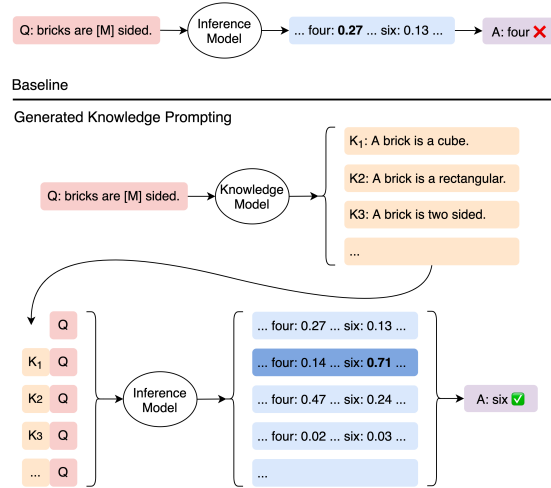 Q: bricks are [M] sided.
Inference
Model
... four: 0.27 ... six: 0.13 ...
A: four ❌
Baseline
Generated Knowledge Prompting
Q: bricks are [M] sided.
Knowledge
Model
K1: A brick is a cube.
K2: A brick is a rectangular.
K3: A brick is two sided.
...
Q
K1 Q
K2 Q
K3 Q
... Q
Inference
Model
... four: 0.27 ... six: 0.13 ...
... four: 0.14 ... six: 0.71 ...
... four: 0.47 ... six: 0.24 ...
... four: 0.02 ... six: 0.03 ...
...
A: six ✅